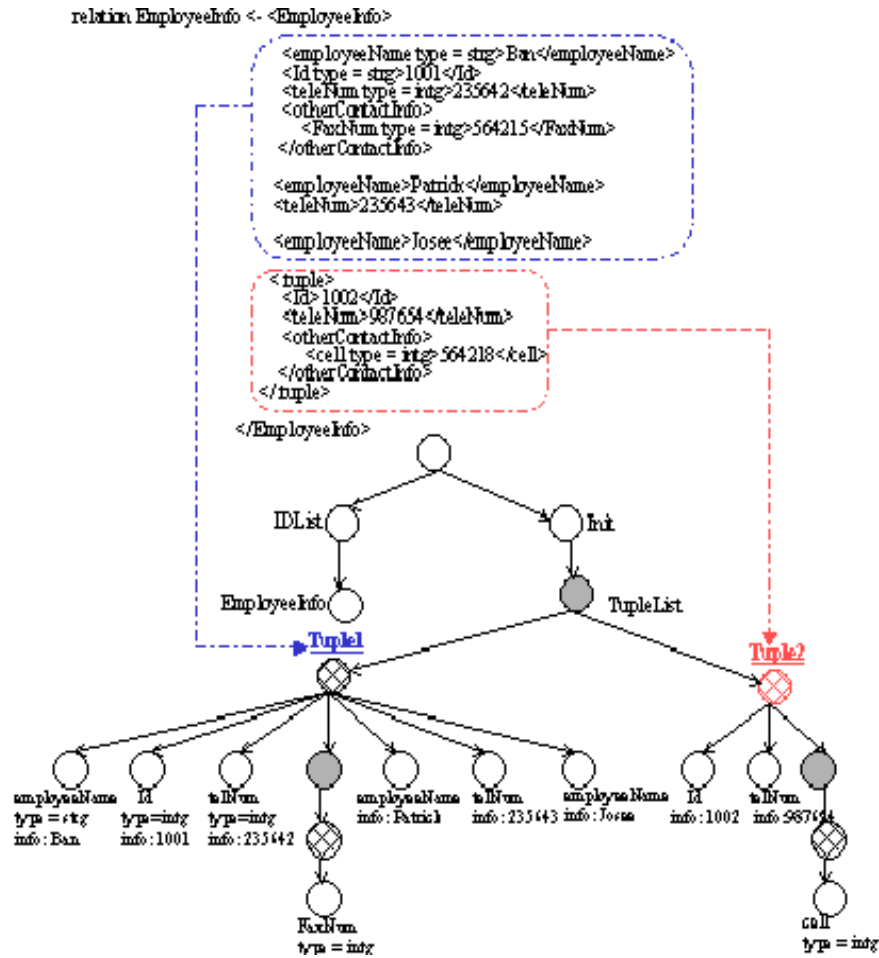 relation EmployeeInfo <- <EmployeeInfo>
<employeeName type = strg>Ban</employeeName>
<Id type = strg>1001</Id>
<teleNum type = intg>235642</teleNum>
<otherContactInfo>
<FaxNum type = intg>564215</FaxNum>
</otherContactInfo>
<employeeName>Patrick</employeeName>
<teleNum>235643</teleNum>
<employeeName>Josee</employeeName>
<tuple>
<Id>1002</Id>
<teleNum>987654</teleNum>
<otherContactInfo>
<cell type = intg>564218</cell>
</otherContactInfo>
</tuple>
</EmployeeInfo>
IDList
Init
EmployeeInfo
TupleList
Tuple1
Tuple2
employeeName
type = strg
info : Ban
Id
type=intg
info : 1001
tellNum
type=intg
info : 235642
employeeName
info : Patrick
tellNum
info : 235643
employeeName
info : Josee
Id
info : 1002
tellNum
info :987654
FaxNum
type = intg
cell
type = intg